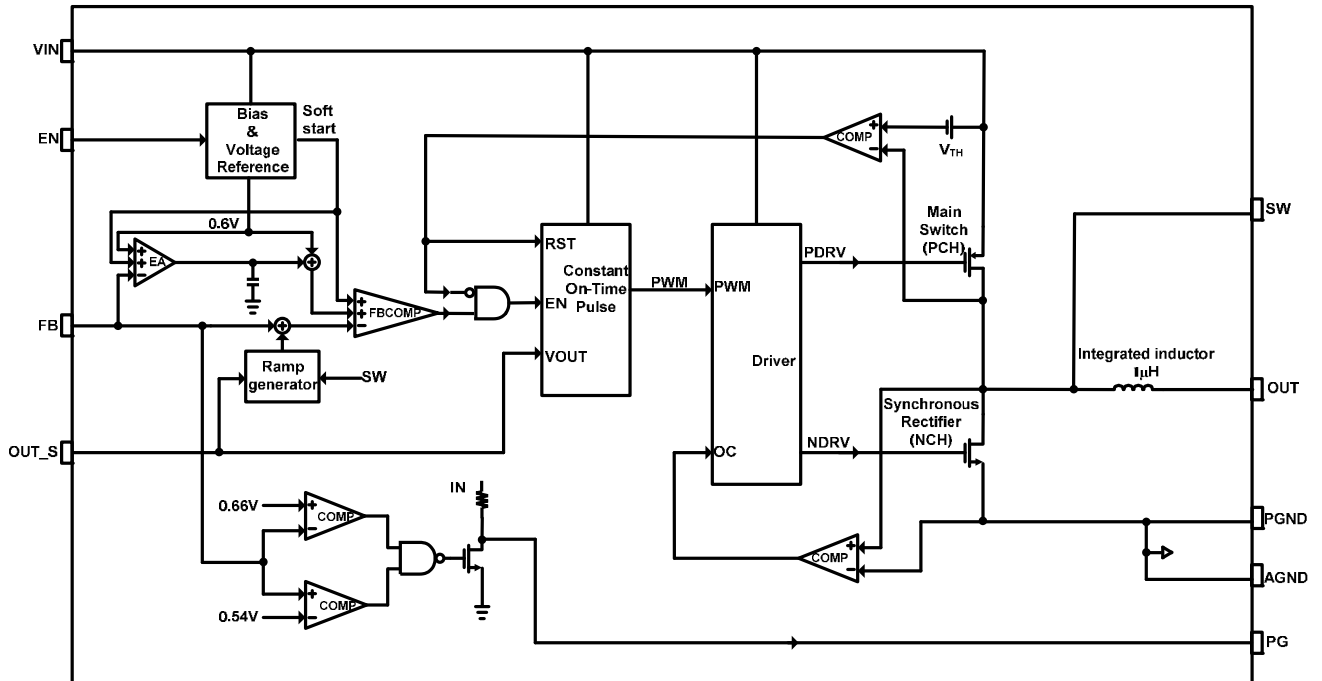 VIN
EN
Bias
&
Voltage
Reference
Soft
start
0.6V
+
+
−
EA
+
FB
+
+
+
−
FBCOMP
Ramp
generator
SW
OUT_S
RST
EN
VOUT
Constant
On-Time
Pulse
PWM
PWM
Driver
OC
PDRV
NDRV
COMP
+
−
VTH
Main
Switch
(PCH)
Synchronous
Rectifier
(NCH)
Integrated inductor
1µH
SW
OUT
PGND
AGND
PG
COMP
+
−
0.66V
+
−
COMP
0.54V
+
−
COMP
IN